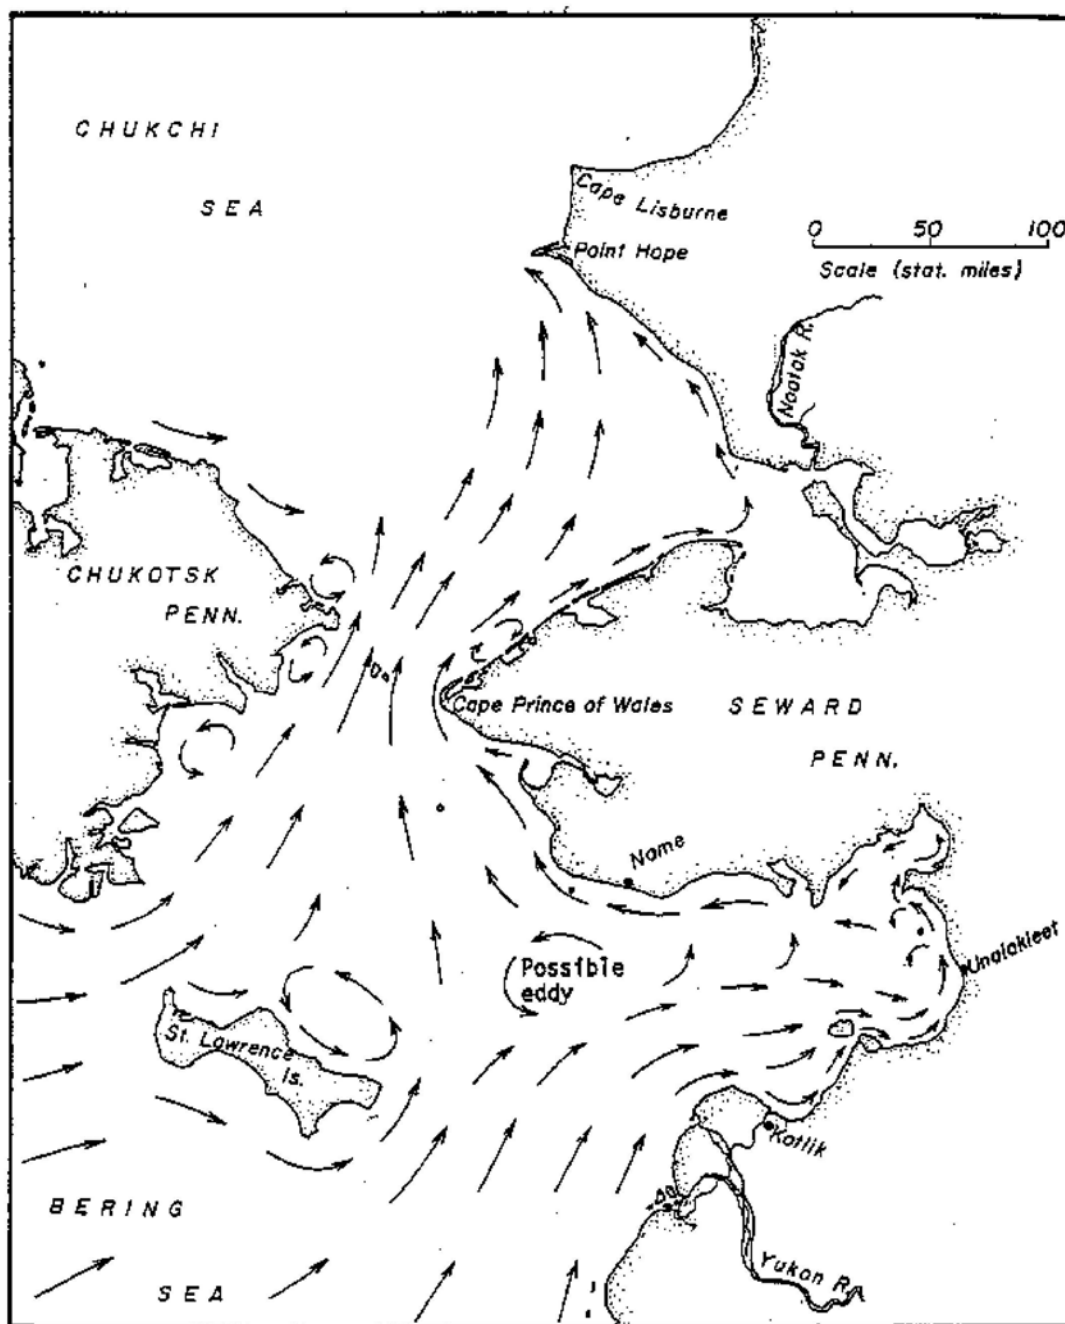 CHUKCHI
SEA
Cape Lisburne
Point Hope
0 50 100
Scale (stat. miles)
Noatak R.
CHUKOTSK
PENN.
Cape Prince of Wales
SEWARD
PENN.
Nome
Possible
eddy
Unalakleet
St. Lawrence
Is.
Kotlik
BERING
SEA
Yukon R.